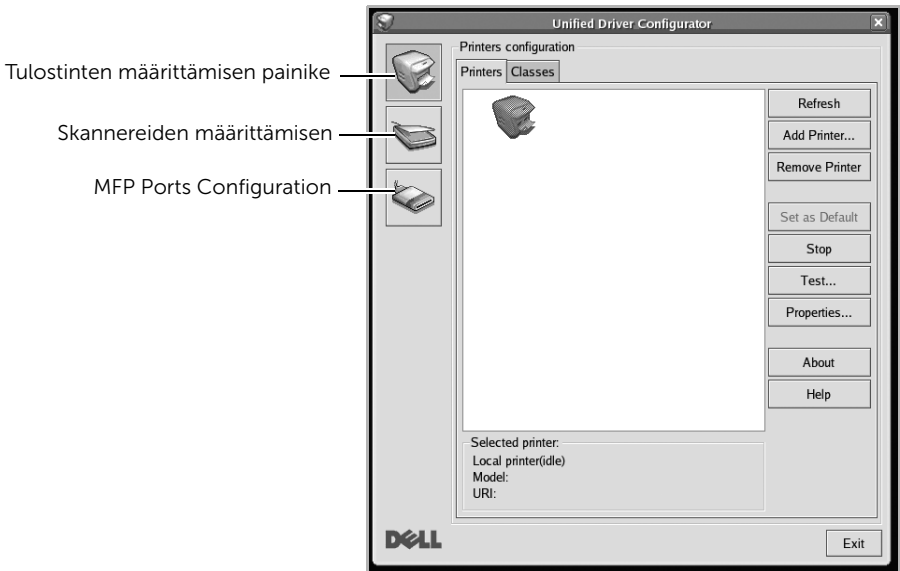 Unified Driver Configurator
Tulostinten määrittämisen painike
Skannereiden määrittämisen
MFP Ports Configuration
Printers configuration
Printers Classes
Refresh
Add Printer...
Remove Printer
Set as Default
Stop
Test...
Properties...
About
Help
Selected printer:
Local printer(idle)
Model:
URI:
DELL
Exit